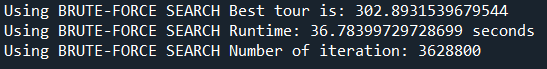 Using BRUTE-FORCE SEARCH Best tour is: 302.8931539679544
Using BRUTE-FORCE SEARCH Runtime: 36.78399729728699 seconds
Using BRUTE-FORCE SEARCH Number of iteration: 3628800